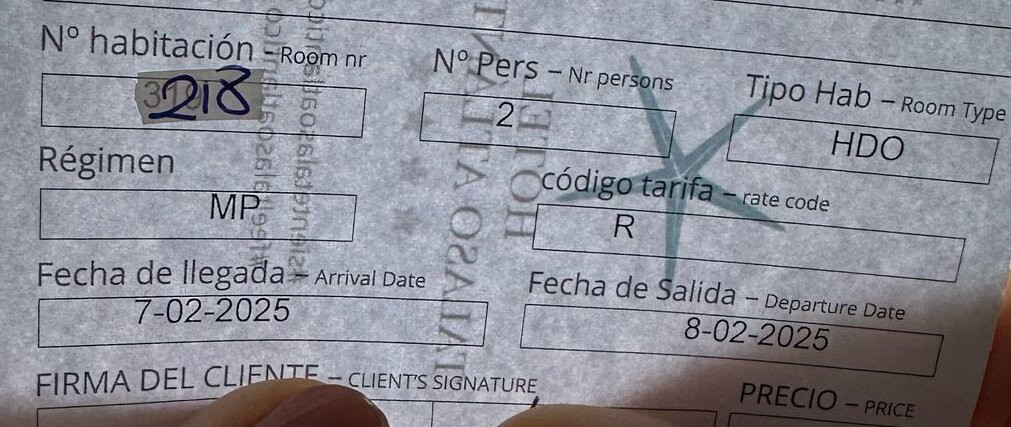 Nº habitación – Room nr
218
Nº Pers – Nr persons
2
Tipo Hab – Room Type
HDO
Régimen
MP
código tarifa – rate code
R
Fecha de llegada – Arrival Date
7-02-2025
Fecha de Salida – Departure Date
8-02-2025
FIRMA DEL CLIENTE – CLIENT'S SIGNATURE
PRECIO – PRICE
HOTEL